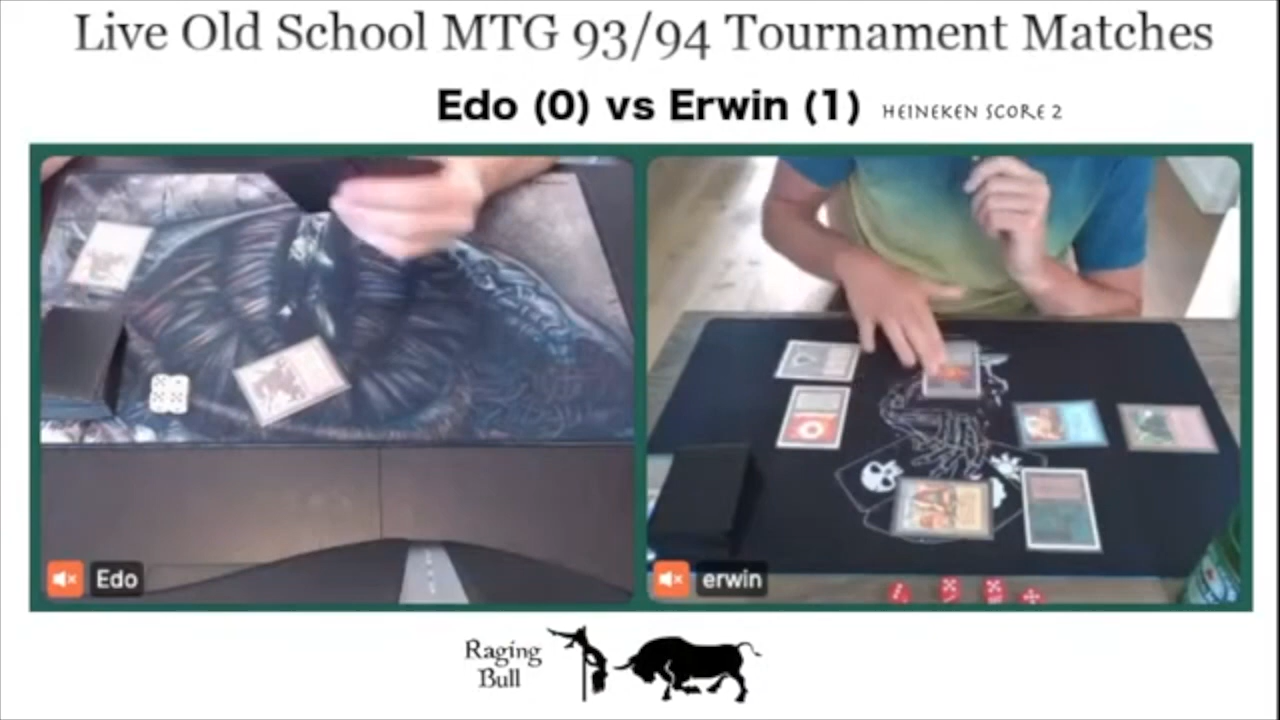 Live Old School MTG 93/94 Tournament Matches
Edo (0) vs Erwin (1) HEINEKEN SCORE 2
Edo
erwin
Raging
Bull